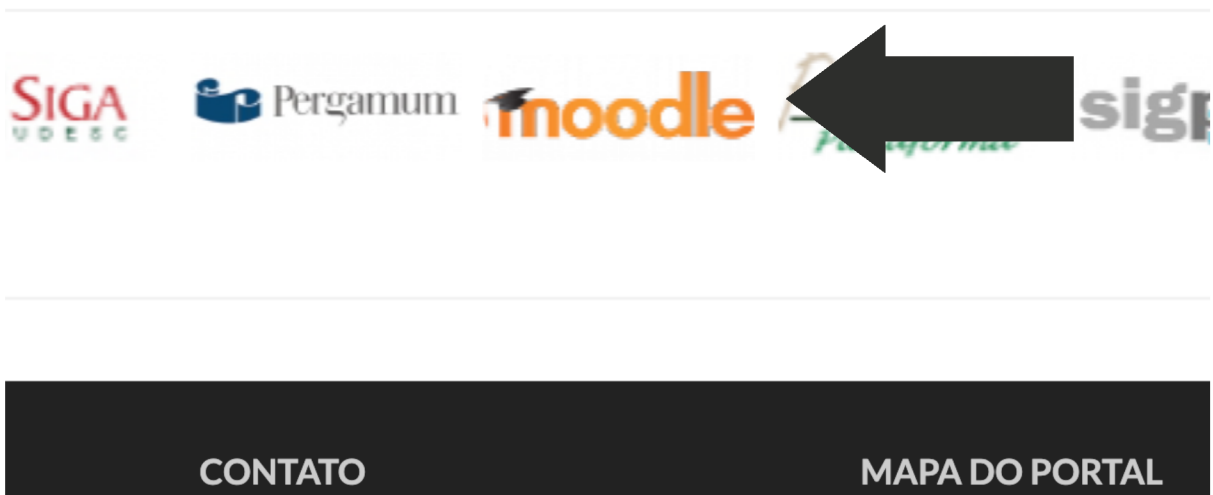 SIGA
UDESC
Pergamum
moodle
CONTATO
MAPA DO PORTAL